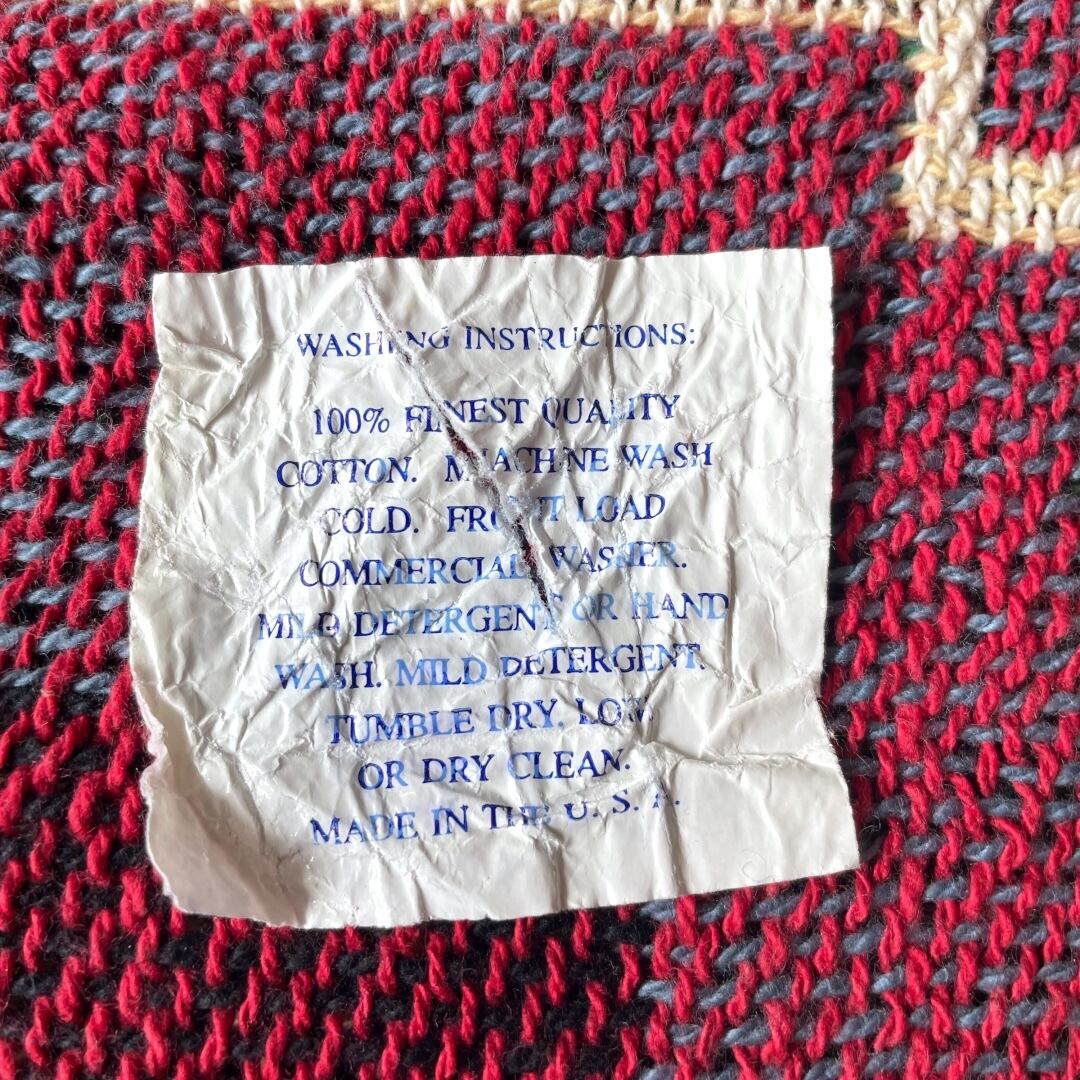 WASHING INSTRUCTIONS:
100% FINEST QUALITY
COTTON. MACHINE WASH
COLD. FRONT LOAD
COMMERCIAL WASHER.
MILD DETERGENT OR HAND
WASH. MILD DETERGENT.
TUMBLE DRY. LOW.
OR DRY CLEAN.
MADE IN THE U. S. A.